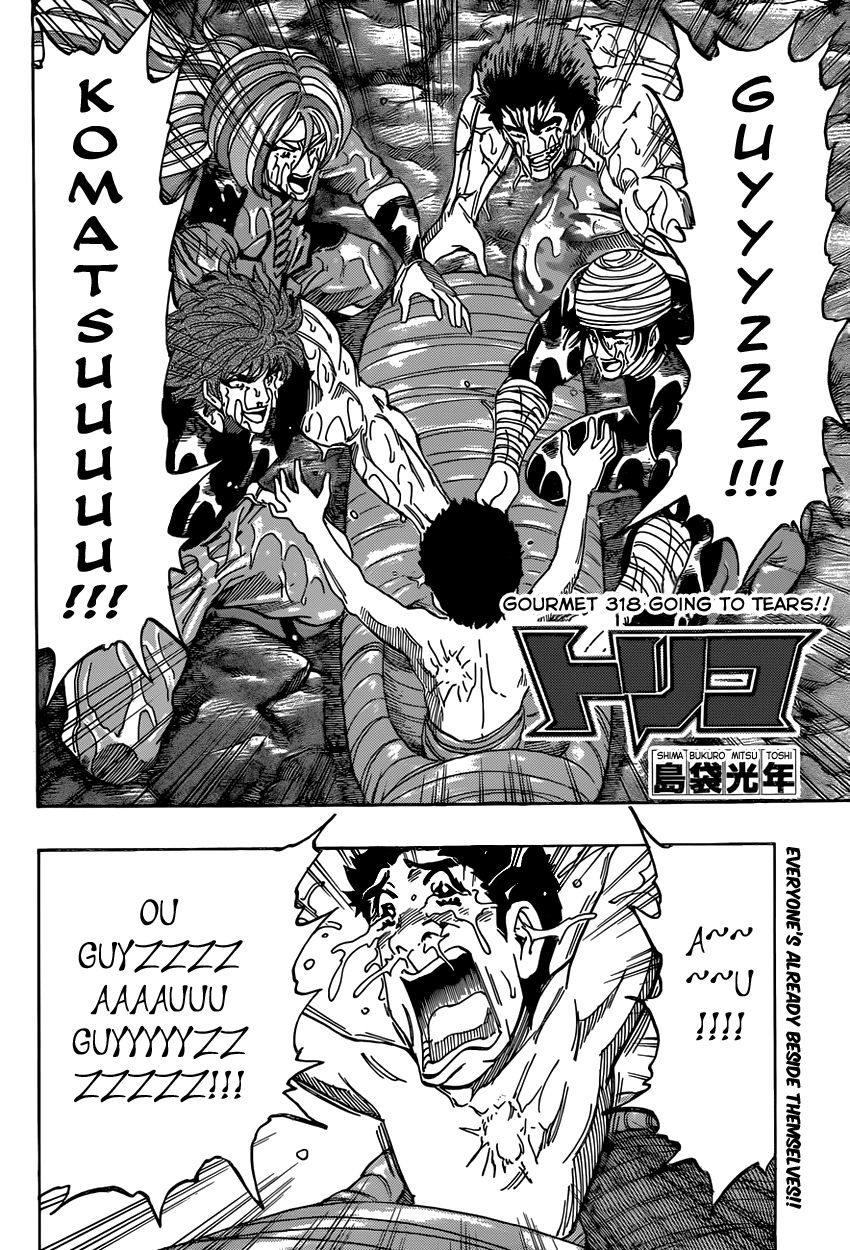 GUYYYZZZ!!!
KOMATSUUUUU!!!
GOURMET 318 GOING TO TEARS!!
トリコ
SHIMA BUKURO MITSU TOSHI
島袋光年
EVERYONE'S ALREADY BESIDE THEMSELVES!!
A~~
~~U
!!!!
OU
GUYZZZZ
AAAAUUU
GUYYYYYZZ
ZZZZZ!!!